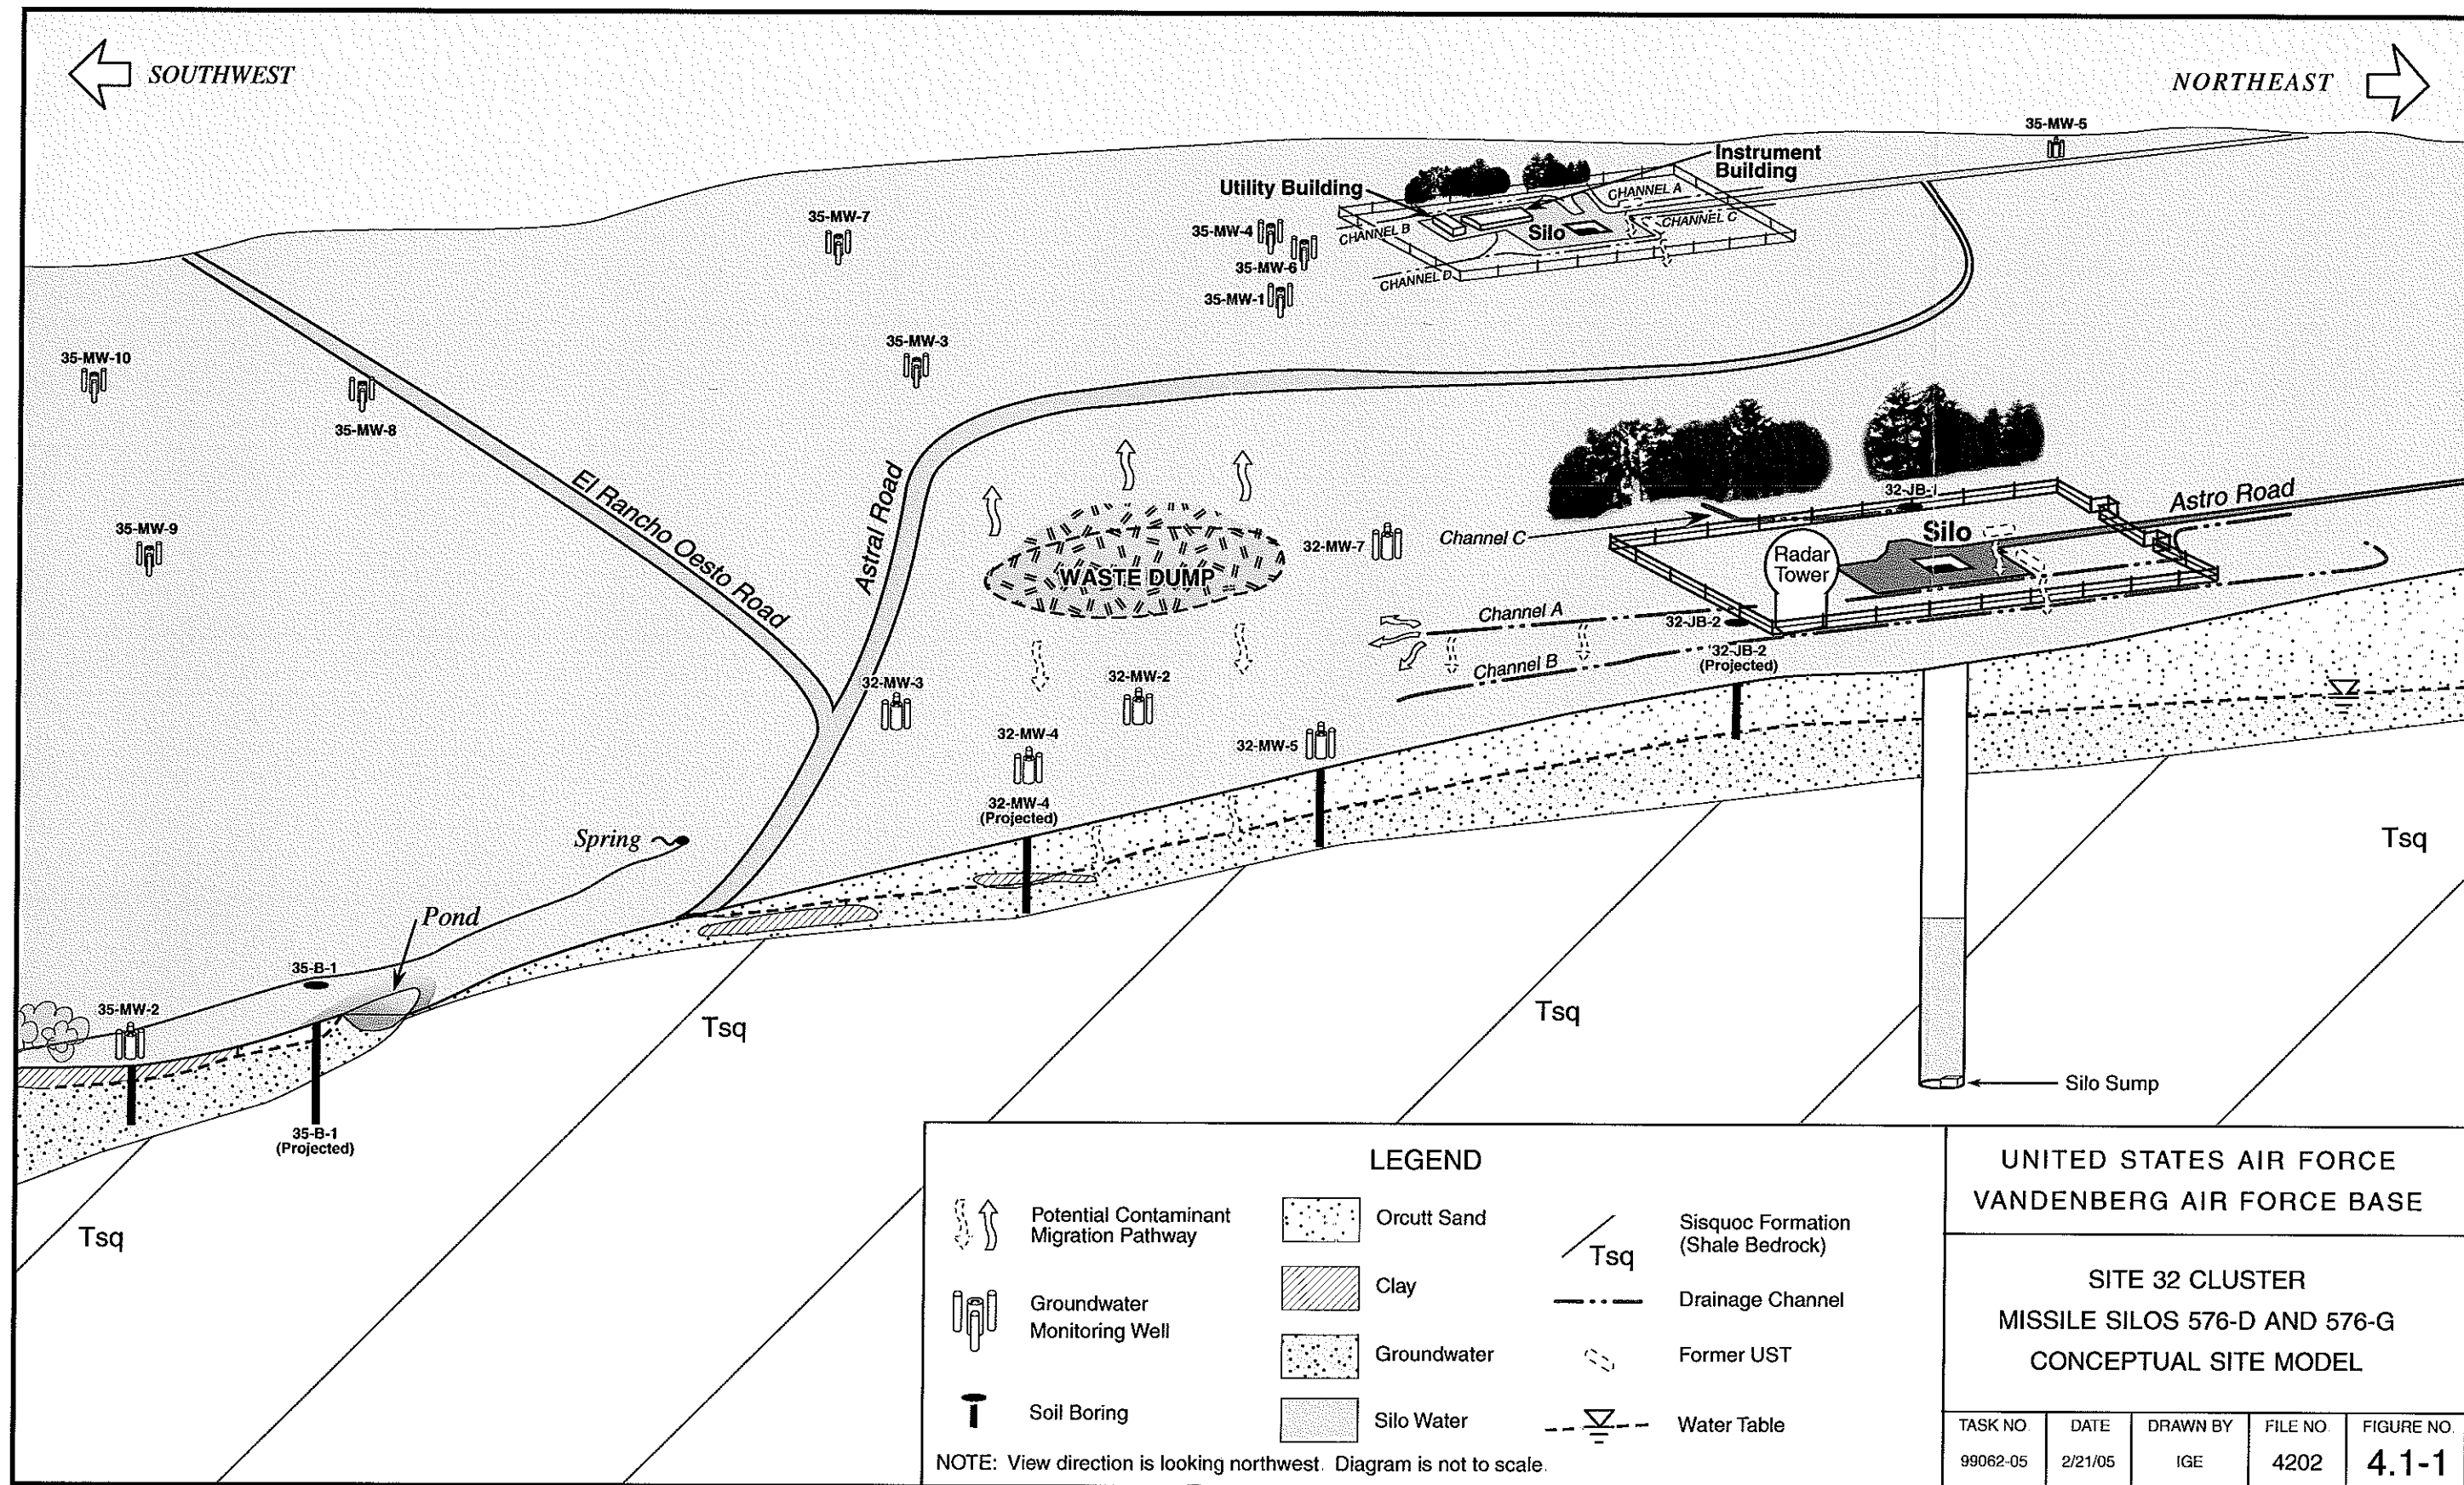 SOUTHWEST
NORTHEAST
35-MW-5
Instrument
Building
Utility Building
CHANNEL A
CHANNEL C
CHANNEL B
Silo
CHANNEL D
35-MW-7
35-MW-4
35-MW-6
35-MW-1
35-MW-10
35-MW-3
35-MW-8
El Rancho Oesto Road
Astral Road
35-MW-9
32-JB-1
Astro Road
Channel C
Silo
32-MW-7
Radar
Tower
WASTE DUMP
Channel A
32-JB-2
32-JB-2
(Projected)
Channel B
32-MW-3
32-MW-2
32-MW-4
32-MW-5
32-MW-4
(Projected)
Spring
Pond
35-B-1
35-MW-2
35-B-1
(Projected)
Tsq
Tsq
Tsq
Tsq
Silo Sump
LEGEND
Potential Contaminant
Migration Pathway
Groundwater
Monitoring Well
Soil Boring
Orcutt Sand
Clay
Groundwater
Silo Water
Tsq
Sisquoc Formation
(Shale Bedrock)
Drainage Channel
Former UST
Water Table
NOTE: View direction is looking northwest. Diagram is not to scale.
UNITED STATES AIR FORCE
VANDENBERG AIR FORCE BASE
SITE 32 CLUSTER
MISSILE SILOS 576-D AND 576-G
CONCEPTUAL SITE MODEL
TASK NO. DATE DRAWN BY FILE NO. FIGURE NO.
99062-05 2/21/05 IGE 4202 4.1-1